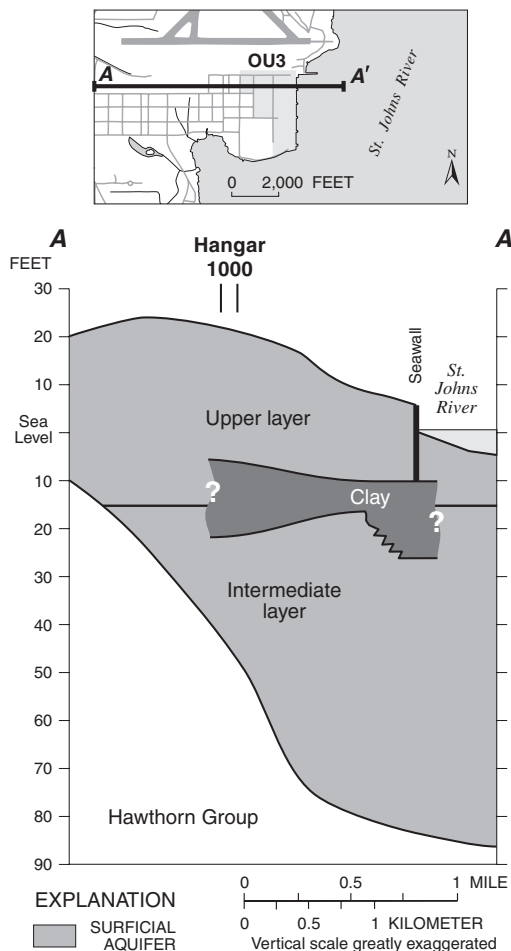 OU3
A
A'
St. Johns River
N
0 2,000 FEET
A
A
Hangar
1000
FEET
30
20
10
Sea
Level
10
20
30
40
50
60
70
80
90
Seawall
St.
Johns
River
Upper layer
?
Clay
?
Intermediate
layer
Hawthorn Group
EXPLANATION
SURFICIAL
AQUIFER
0 0.5 1 MILE
0 0.5 1 KILOMETER
Vertical scale greatly exaggerated